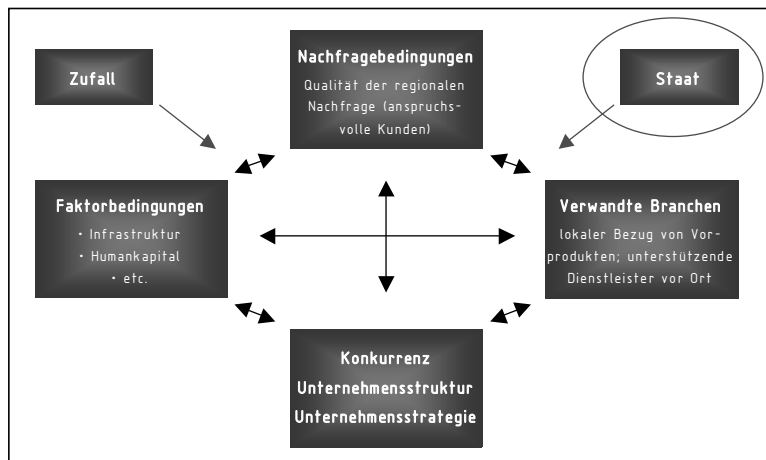 Zufall
Nachfragebedingungen
Qualität der regionalen
Nachfrage (anspruchs-
volle Kunden)
Staat
Faktorbedingungen
• Infrastruktur
• Humankapital
• etc.
Verwandte Branchen
lokaler Bezug von Vor-
produkten; unterstützende
Dienstleister vor Ort
Konkurrenz
Unternehmensstruktur
Unternehmensstrategie